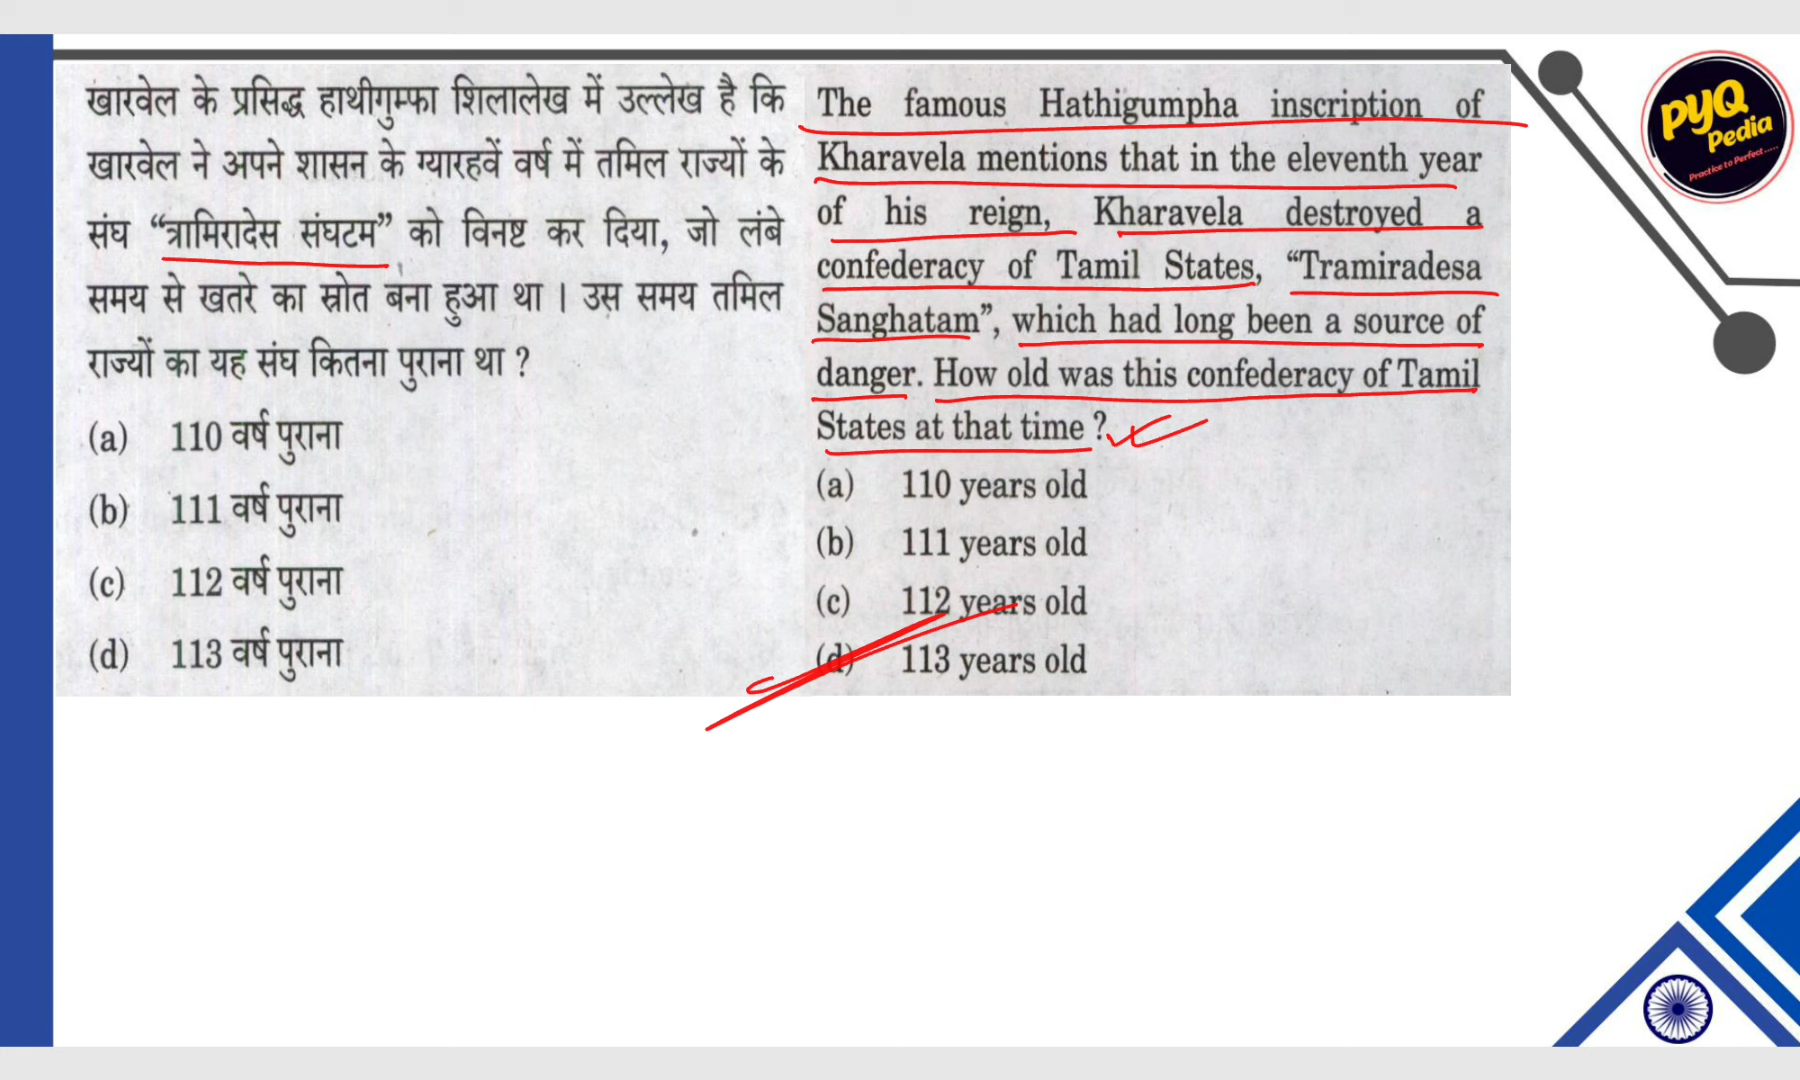 खारवेल के प्रसिद्ध हाथीगुम्फा शिलालेख में उल्लेख है कि
खारवेल ने अपने शासन के ग्यारहवें वर्ष में तमिल राज्यों के
संघ “त्रामिरादेस संघटम” को विनष्ट कर दिया, जो लंबे
समय से खतरे का स्रोत बना हुआ था । उस समय तमिल
राज्यों का यह संघ कितना पुराना था ?
(a) 110 वर्ष पुराना
(b) 111 वर्ष पुराना
(c) 112 वर्ष पुराना
(d) 113 वर्ष पुराना
The famous Hathigumpha inscription of
Kharavela mentions that in the eleventh year
of his reign, Kharavela destroyed a
confederacy of Tamil States, “Tramiradesa
Sanghatam”, which had long been a source of
danger. How old was this confederacy of Tamil
States at that time ?
(a) 110 years old
(b) 111 years old
(c) 112 years old
(d) 113 years old
PYQ
Pedia
Practice to Perfect.....